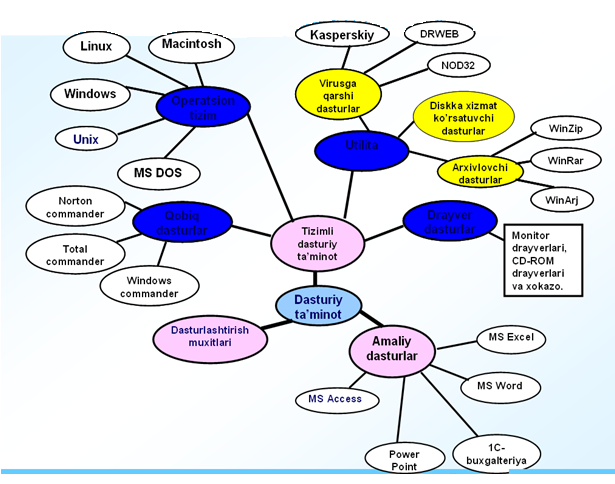 Linux
Macintosh
Windows
Operatsion
tizim
Unix
MS DOS
Kasperskiy
DRWEB
NOD32
Virusga
qarshi
dasturlar
Diskka xizmat
ko'rsatuvchi
dasturlar
Utilita
WinZip
WinRar
WinArj
Arxivlovchi
dasturlar
Norton
commander
Total
commander
Windows
commander
Qobiq
dasturlar
Tizimli
dasturiy
ta'minot
Drayver
dasturlar
Monitor
drayverlari,
CD-ROM
drayverlari
va xokazo.
Dasturiy
ta'minot
Dasturlashtirish
muxitlari
Amaliy
dasturlar
MS Excel
MS Word
MS Access
Power
Point
1C-
buxgalteriya